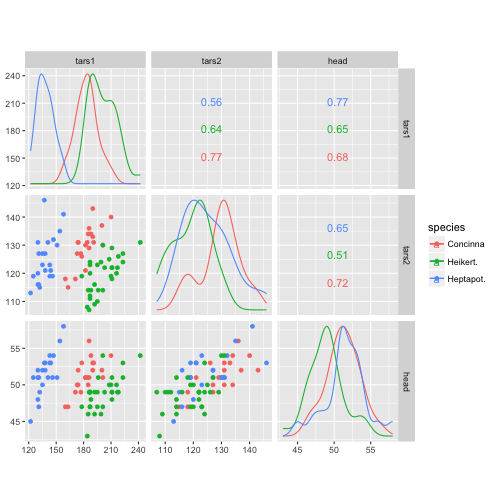 tars1 tars2 head
240
210
180
150
120
0.56 0.77
0.64 0.65
0.77 0.68
tars1
140
130
120
110
0.65
0.51
0.72
tars2
55
50
45
head
120 150 180 210 240 110 120 130 140 45 50 55
species
Concinna
Heikert.
Heptapot.